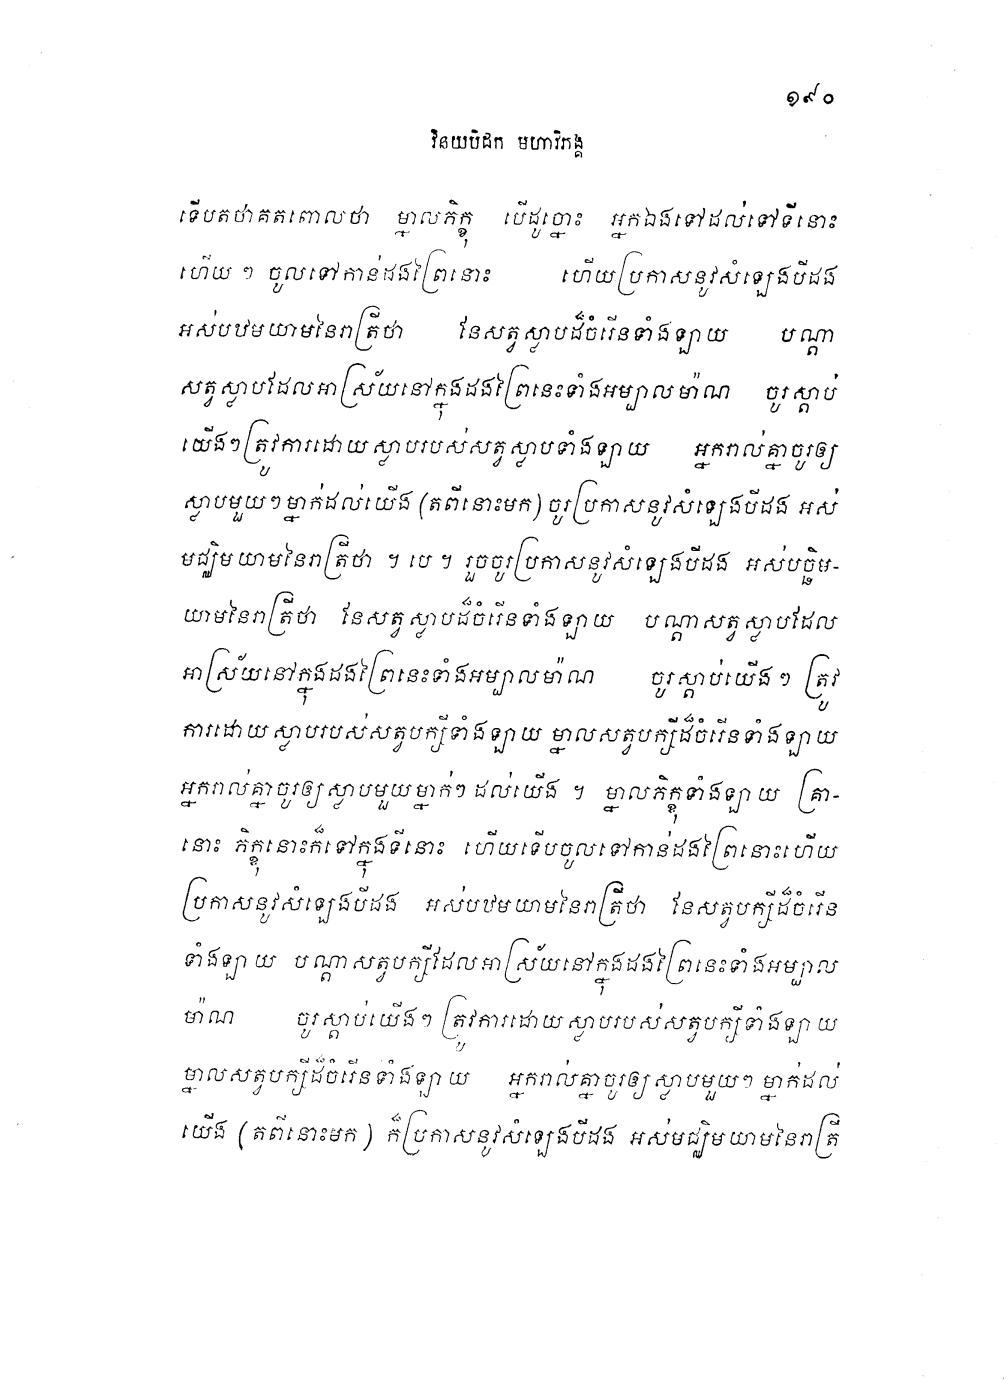 ១៩០
វិនយបិដក មហាវិភង្គ
ទើបតថាគតពោលថា ម្នាលភិក្ខុ បើដូច្នោះ អ្នកឯងទៅដល់ទៅទីនោះ
ហើយ ៗ ចូលទៅកាន់ដងព្រៃនោះ ហើយប្រកាសនូវសំឡេងបីដង
អស់បឋមយាមនៃរាត្រីថា នែសត្វស្លាបដ៏ចំរើនទាំងឡាយ បណ្តា
សត្វស្លាបដែលអាស្រ័យនៅក្នុងដងព្រៃនេះទាំងអម្បាលម៉ាណ ចូរស្តាប់
យើងៗ ត្រូវការដោយស្លាបរបស់សត្វស្លាបទាំងឡាយ អ្នករាល់គ្នាចូរឲ្យ
ស្លាបមួយៗម្នាក់ដល់យើង (តពីនោះមក) ចូរប្រកាសនូវសំឡេងបីដង អស់
មជ្ឈិមយាមនៃរាត្រីថា ។ បេ ។ រួចចូរប្រកាសនូវសំឡេងបីដង អស់បច្ឆិម-
យាមនៃរាត្រីថា នែសត្វស្លាបដ៏ចំរើនទាំងឡាយ បណ្តាសត្វស្លាបដែល
អាស្រ័យនៅក្នុងដងព្រៃនេះទាំងអម្បាលម៉ាណ ចូរស្តាប់យើងៗ ត្រូវ
ការដោយស្លាបរបស់សត្វបក្សីទាំងឡាយ ម្នាលសត្វបក្សីដ៏ចំរើនទាំងឡាយ
អ្នករាល់គ្នាចូរឲ្យស្លាបមួយម្នាក់ៗ ដល់យើង ។ ម្នាលភិក្ខុទាំងឡាយ គ្រា-
នោះ ភិក្ខុនោះក៏ទៅក្នុងទីនោះ ហើយទើបចូលទៅកាន់ដងព្រៃនោះហើយ
ប្រកាសនូវសំឡេងបីដង អស់បឋមយាមនៃរាត្រីថា នែសត្វបក្សីដ៏ចំរើន
ទាំងឡាយ បណ្តាសត្វបក្សីដែលអាស្រ័យនៅក្នុងដងព្រៃនេះទាំងអម្បាល
ម៉ាណ ចូរស្តាប់យើងៗ ត្រូវការដោយស្លាបរបស់សត្វបក្សីទាំងឡាយ
ម្នាលសត្វបក្សីដ៏ចំរើនទាំងឡាយ អ្នករាល់គ្នាចូរឲ្យស្លាបមួយៗ ម្នាក់ដល់
យើង (តពីនោះមក) ក៏ប្រកាសនូវសំឡេងបីដង អស់មជ្ឈិមយាមនៃរាត្រី